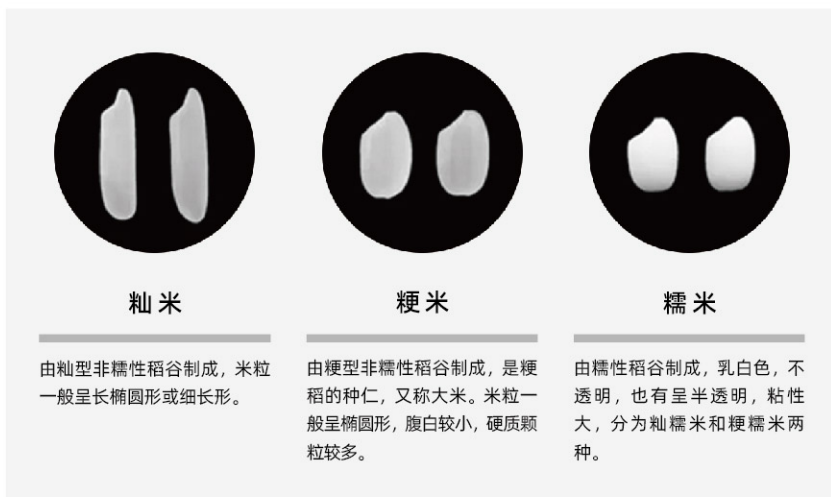 籼米
由籼型非糯性稻谷制成，米粒
一般呈长椭圆形或细长形。
粳米
由粳型非糯性稻谷制成，是粳
稻的种仁，又称大米。米粒一
般呈椭圆形，腹白较小，硬质颗
粒较多。
糯米
由糯性稻谷制成，乳白色，不
透明，也有呈半透明，粘性
大，分为籼糯米和粳糯米两
种。